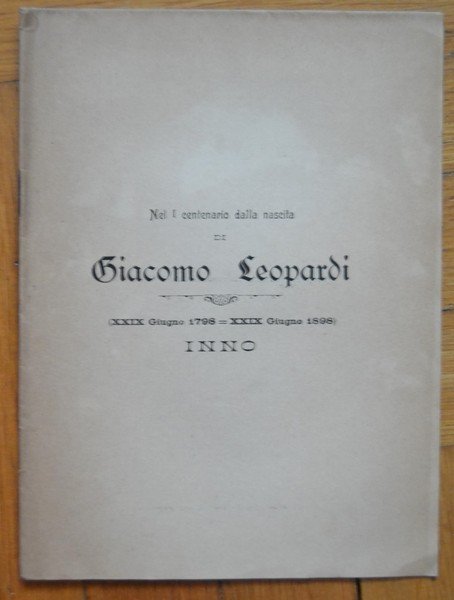 Nel I centenario dalla nascita
DI
Giacomo Leopardi
(XXIX Giugno 1798 = XXIX Giugno 1898)
INNO